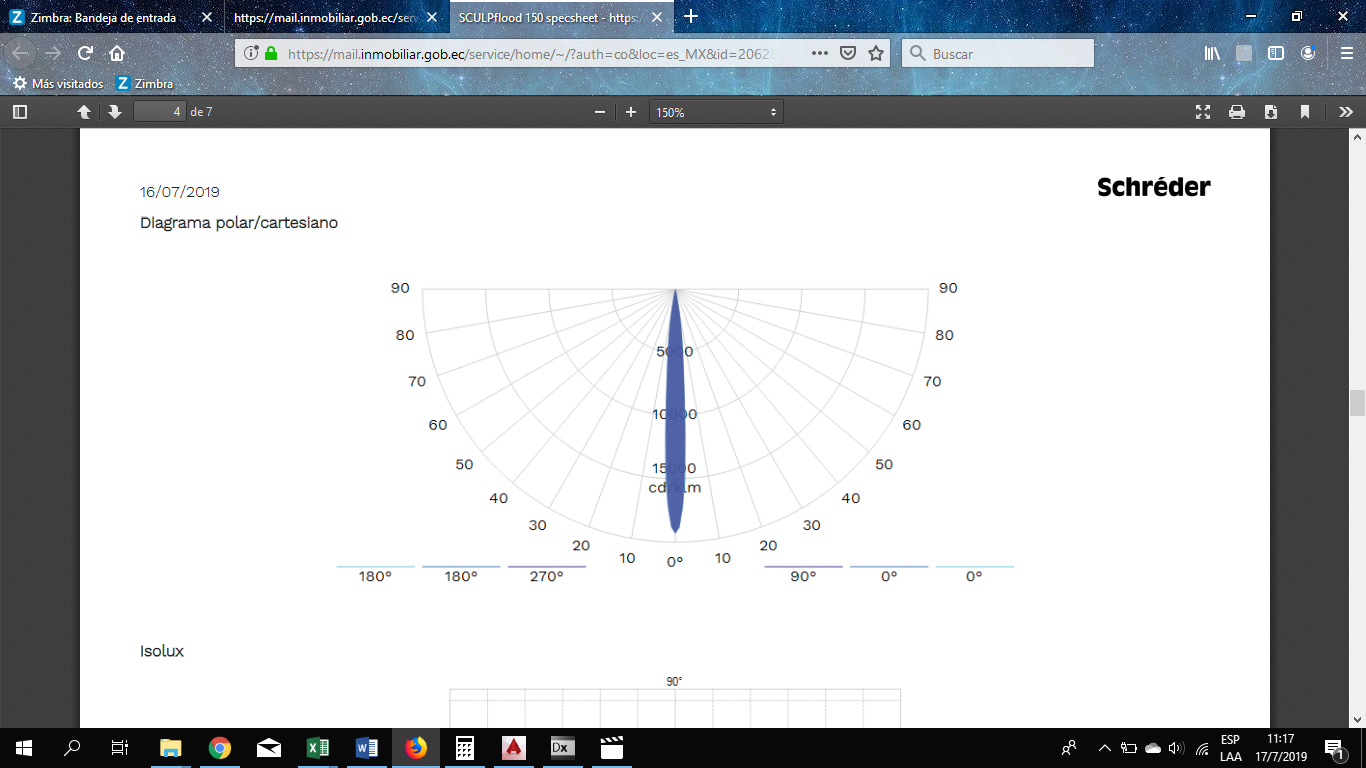 Zimbra: Bandeja de entrada
https://mail.inmobiliar.gob.ec/serv
SCULPflood 150 specsheet - https:/
https://mail.inmobiliar.gob.ec/service/home/~/?auth=co&loc=es_MX&id=2062
Buscar
Más visitados
Zimbra
4 de 7
150%
16/07/2019
Schréder
Diagrama polar/cartesiano
90 90
80 80
5000
70 70
10000
60 60
50 15000 50
cd/klm
40 40
30 30
20 20
10 0° 10
180° 180° 270° 90° 0° 0°
Isolux
90°
ESP 11:17
LAA 17/7/2019
1